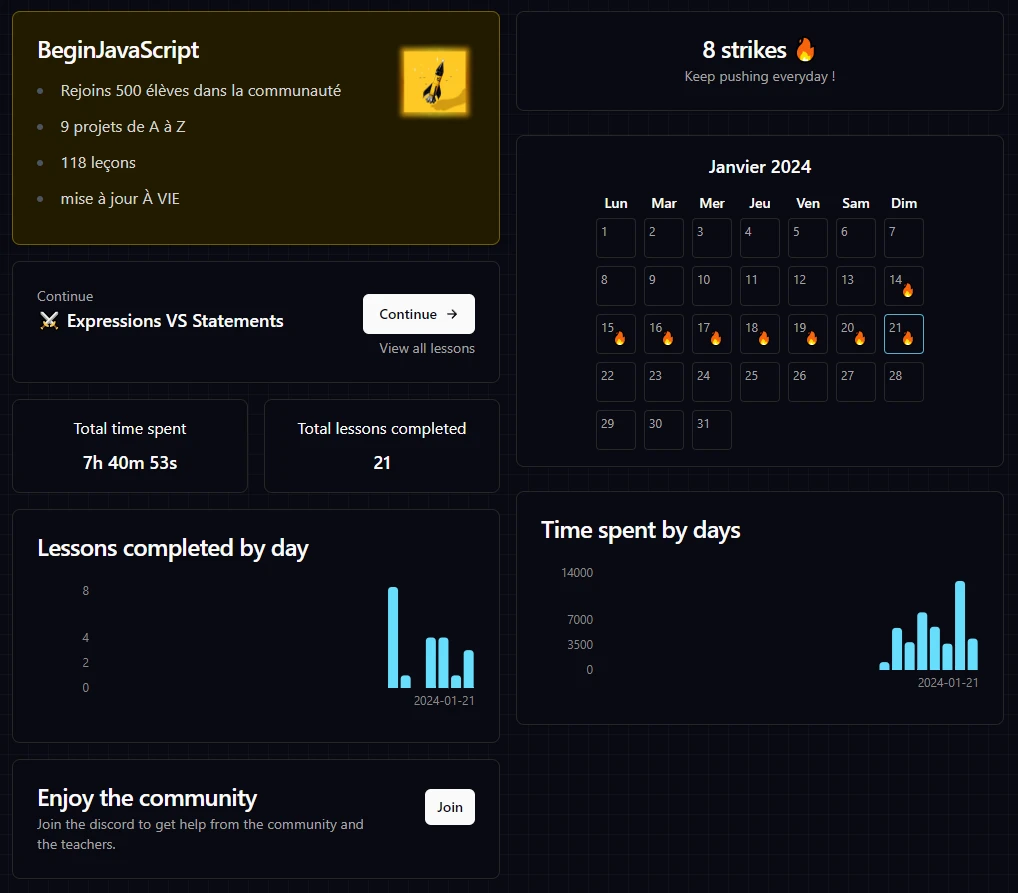 BeginJavaScript
Rejoins 500 élèves dans la communauté
9 projets de A à Z
118 leçons
mise à jour À VIE
Continue
⚔️ Expressions VS Statements
Continue →
View all lessons
Total time spent
7h 40m 53s
Total lessons completed
21
Lessons completed by day
8
4
2
0
2024-01-21
Enjoy the community
Join the discord to get help from the community and
the teachers.
Join
8 strikes 🔥
Keep pushing everyday !
Janvier 2024
Lun Mar Mer Jeu Ven Sam Dim
1 2 3 4 5 6 7
8 9 10 11 12 13 14🔥
15🔥 16🔥 17🔥 18🔥 19🔥 20🔥 21🔥
22 23 24 25 26 27 28
29 30 31
Time spent by days
14000
7000
3500
0
2024-01-21